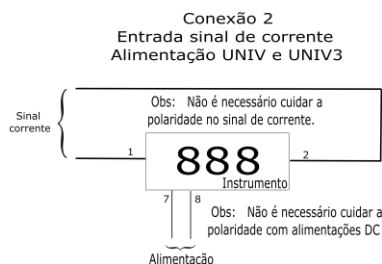 Conexão 2
Entrada sinal de corrente
Alimentação UNIV e UNIV3
Obs: Não é necessário cuidar a
polaridade no sinal de corrente.
Sinal
corrente
1
888
2
Instrumento
7
8
Obs: Não é necessário cuidar a
polaridade com alimentações DC
Alimentação